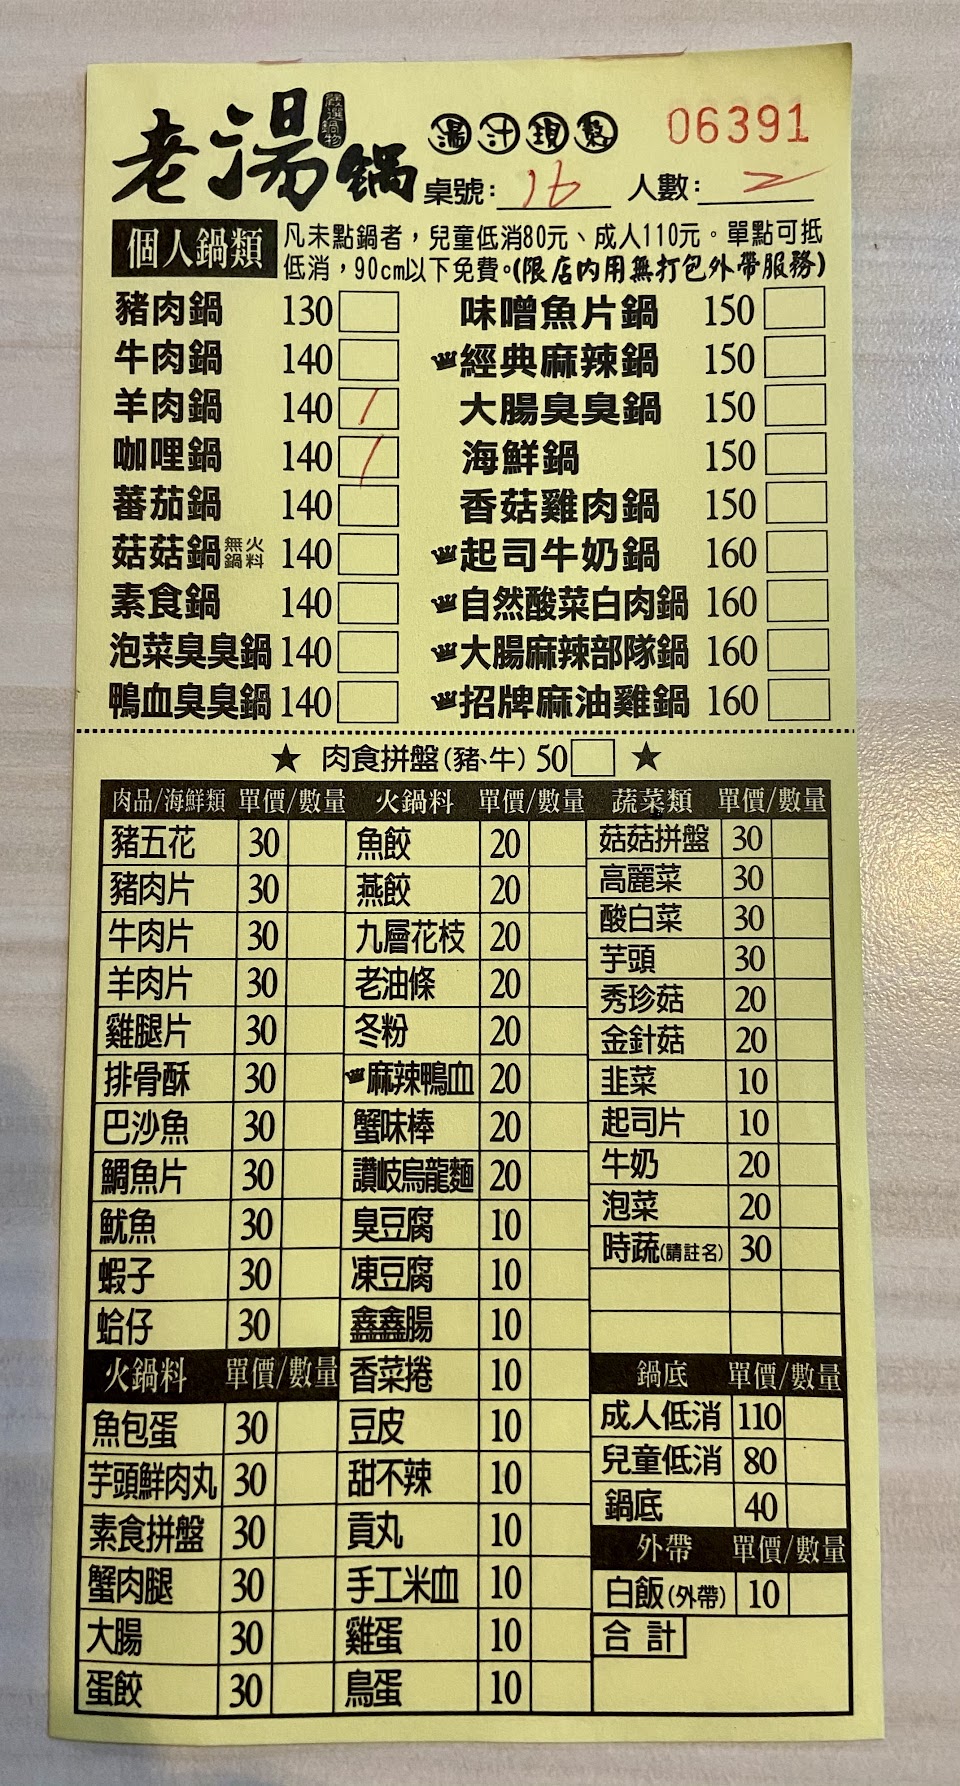 老湯鍋 嚴選鍋物 湯汁現熬 06391
桌號: 16 人數: 2
個人鍋類 凡未點鍋者，兒童低消80元、成人110元。單點可抵
低消，90cm以下免費。(限店內用無打包外帶服務)
豬肉鍋 130 味噌魚片鍋 150
牛肉鍋 140 經典麻辣鍋 150
羊肉鍋 140 / 大腸臭臭鍋 150
咖哩鍋 140 / 海鮮鍋 150
蕃茄鍋 140 香菇雞肉鍋 150
菇菇鍋 無火鍋料 140 起司牛奶鍋 160
素食鍋 140 自然酸菜白肉鍋 160
泡菜臭臭鍋 140 大腸麻辣部隊鍋 160
鴨血臭臭鍋 140 招牌麻油雞鍋 160
★ 肉食拼盤(豬、牛) 50 ★
肉品/海鮮類 單價/數量
豬五花 30
豬肉片 30
牛肉片 30
羊肉片 30
雞腿片 30
排骨酥 30
巴沙魚 30
鯛魚片 30
魷魚 30
蝦子 30
蛤仔 30
火鍋料 單價/數量
魚包蛋 30
芋頭鮮肉丸 30
素食拼盤 30
蟹肉腿 30
大腸 30
蛋餃 30
火鍋料 單價/數量
魚餃 20
燕餃 20
九層花枝 20
老油條 20
冬粉 20
麻辣鴨血 20
蟹味棒 20
讚岐烏龍麵 20
臭豆腐 10
凍豆腐 10
鑫鑫腸 10
香菜捲 10
豆皮 10
甜不辣 10
貢丸 10
手工米血 10
雞蛋 10
鳥蛋 10
蔬菜類 單價/數量
菇菇拼盤 30
高麗菜 30
酸白菜 30
芋頭 30
秀珍菇 20
金針菇 20
韭菜 10
起司片 10
牛奶 20
泡菜 20
時蔬(請註名) 30
鍋底 單價/數量
成人低消 110
兒童低消 80
鍋底 40
外帶 單價/數量
白飯(外帶) 10
合計